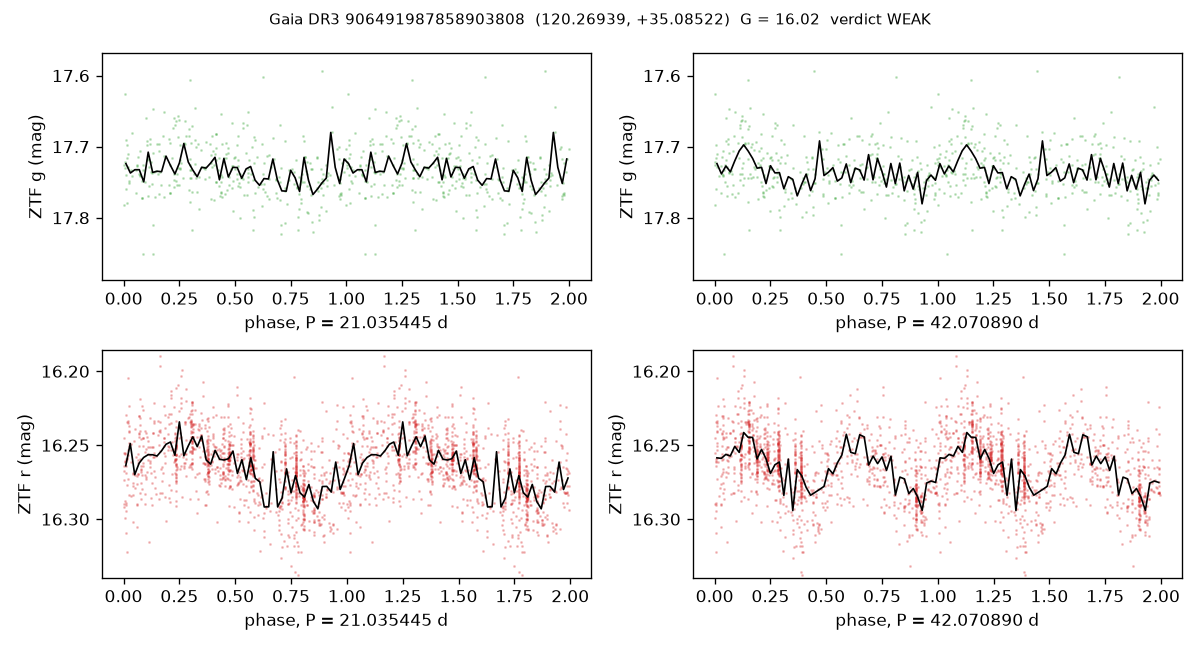 Gaia DR3 906491987858903808  (120.26939, +35.08522)  G = 16.02  verdict WEAK
ZTF g (mag)
17.6
17.7
17.8
0.00 0.25 0.50 0.75 1.00 1.25 1.50 1.75 2.00
phase, P = 21.035445 d
ZTF g (mag)
17.6
17.7
17.8
0.00 0.25 0.50 0.75 1.00 1.25 1.50 1.75 2.00
phase, P = 42.070890 d
ZTF r (mag)
16.20
16.25
16.30
0.00 0.25 0.50 0.75 1.00 1.25 1.50 1.75 2.00
phase, P = 21.035445 d
ZTF r (mag)
16.20
16.25
16.30
0.00 0.25 0.50 0.75 1.00 1.25 1.50 1.75 2.00
phase, P = 42.070890 d